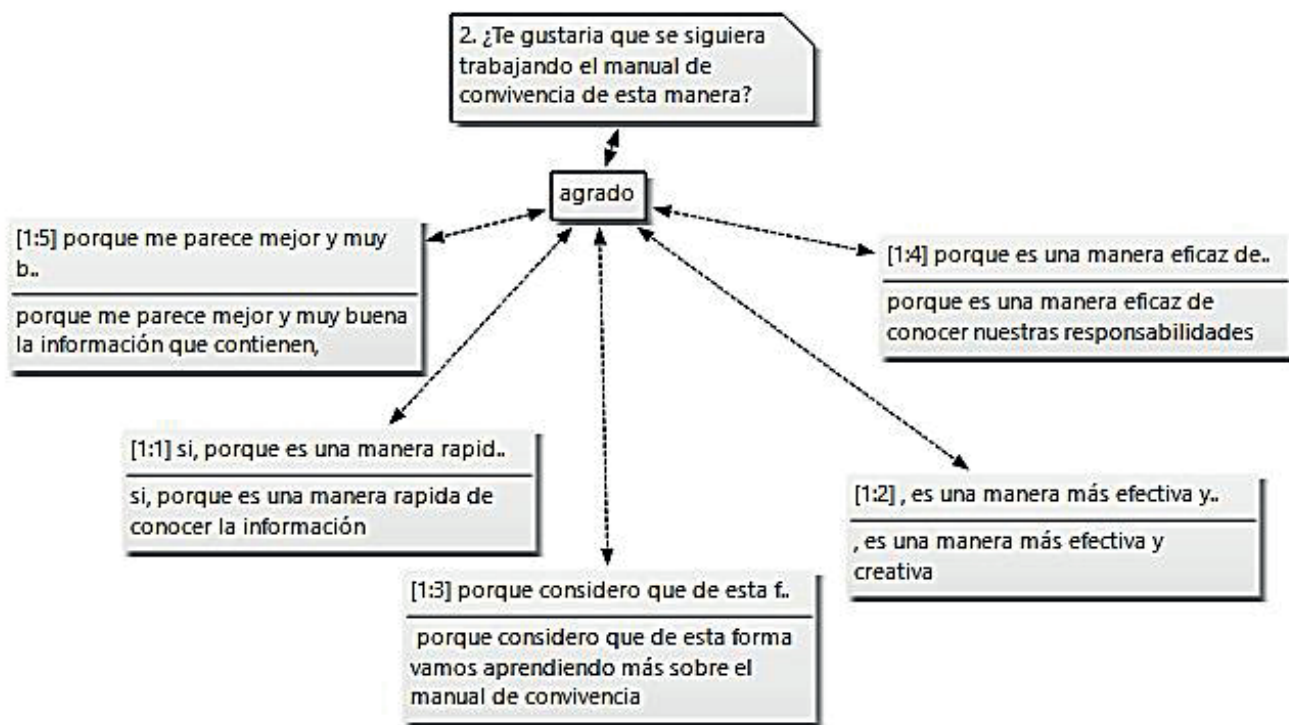 2. ¿Te gustaria que se siguiera
trabajando el manual de
convivencia de esta manera?
agrado
[1:5] porque me parece mejor y muy
b..
porque me parece mejor y muy buena
la información que contienen,
[1:4] porque es una manera eficaz de..
porque es una manera eficaz de
conocer nuestras responsabilidades
[1:1] si, porque es una manera rapid..
si, porque es una manera rapida de
conocer la información
[1:2] , es una manera más efectiva y..
, es una manera más efectiva y
creativa
[1:3] porque considero que de esta f..
porque considero que de esta forma
vamos aprendiendo más sobre el
manual de convivencia